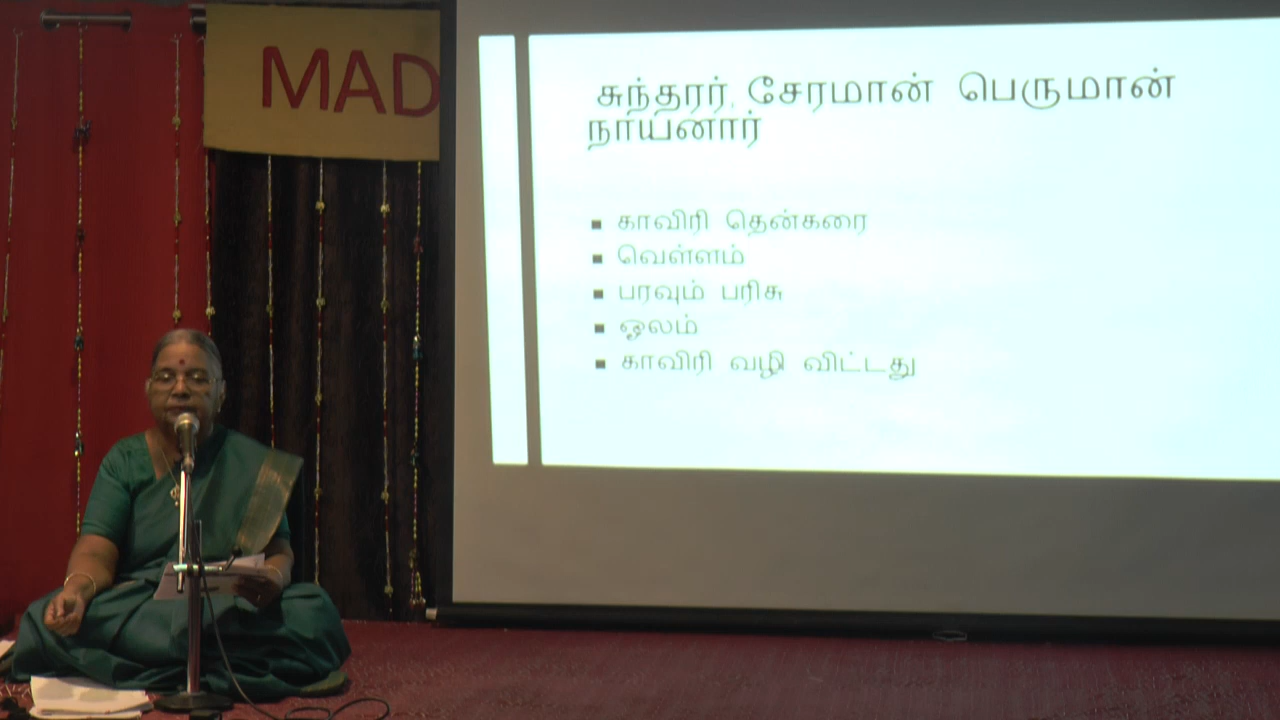 MAD
சுந்தரர், சேரமான் பெருமான்
நாயனார்
▪ காவிரி தென்கரை
▪ வெள்ளம்
▪ பரவும் பரிசு
▪ ஓலம்
▪ காவிரி வழி விட்டது